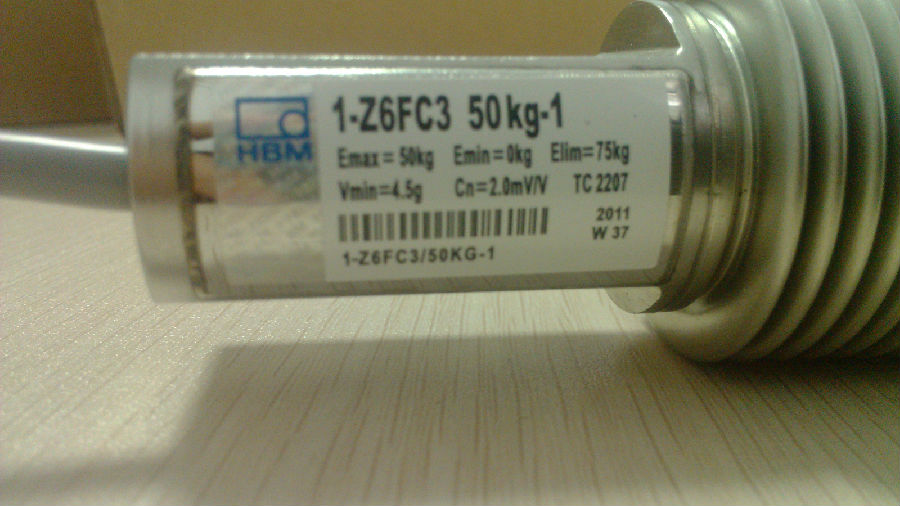 HBM
1-Z6FC3 50kg-1
Emax = 50kg Emin=0kg Elim=75kg
Vmin=4.5g Cn=2.0mV/V TC 2207
2011
W 37
1-Z6FC3/50KG-1